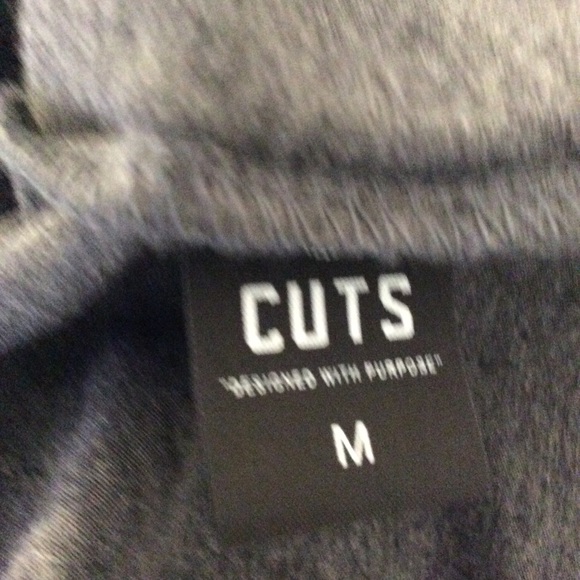 CUTS
"DESIGNED WITH PURPOSE"
M